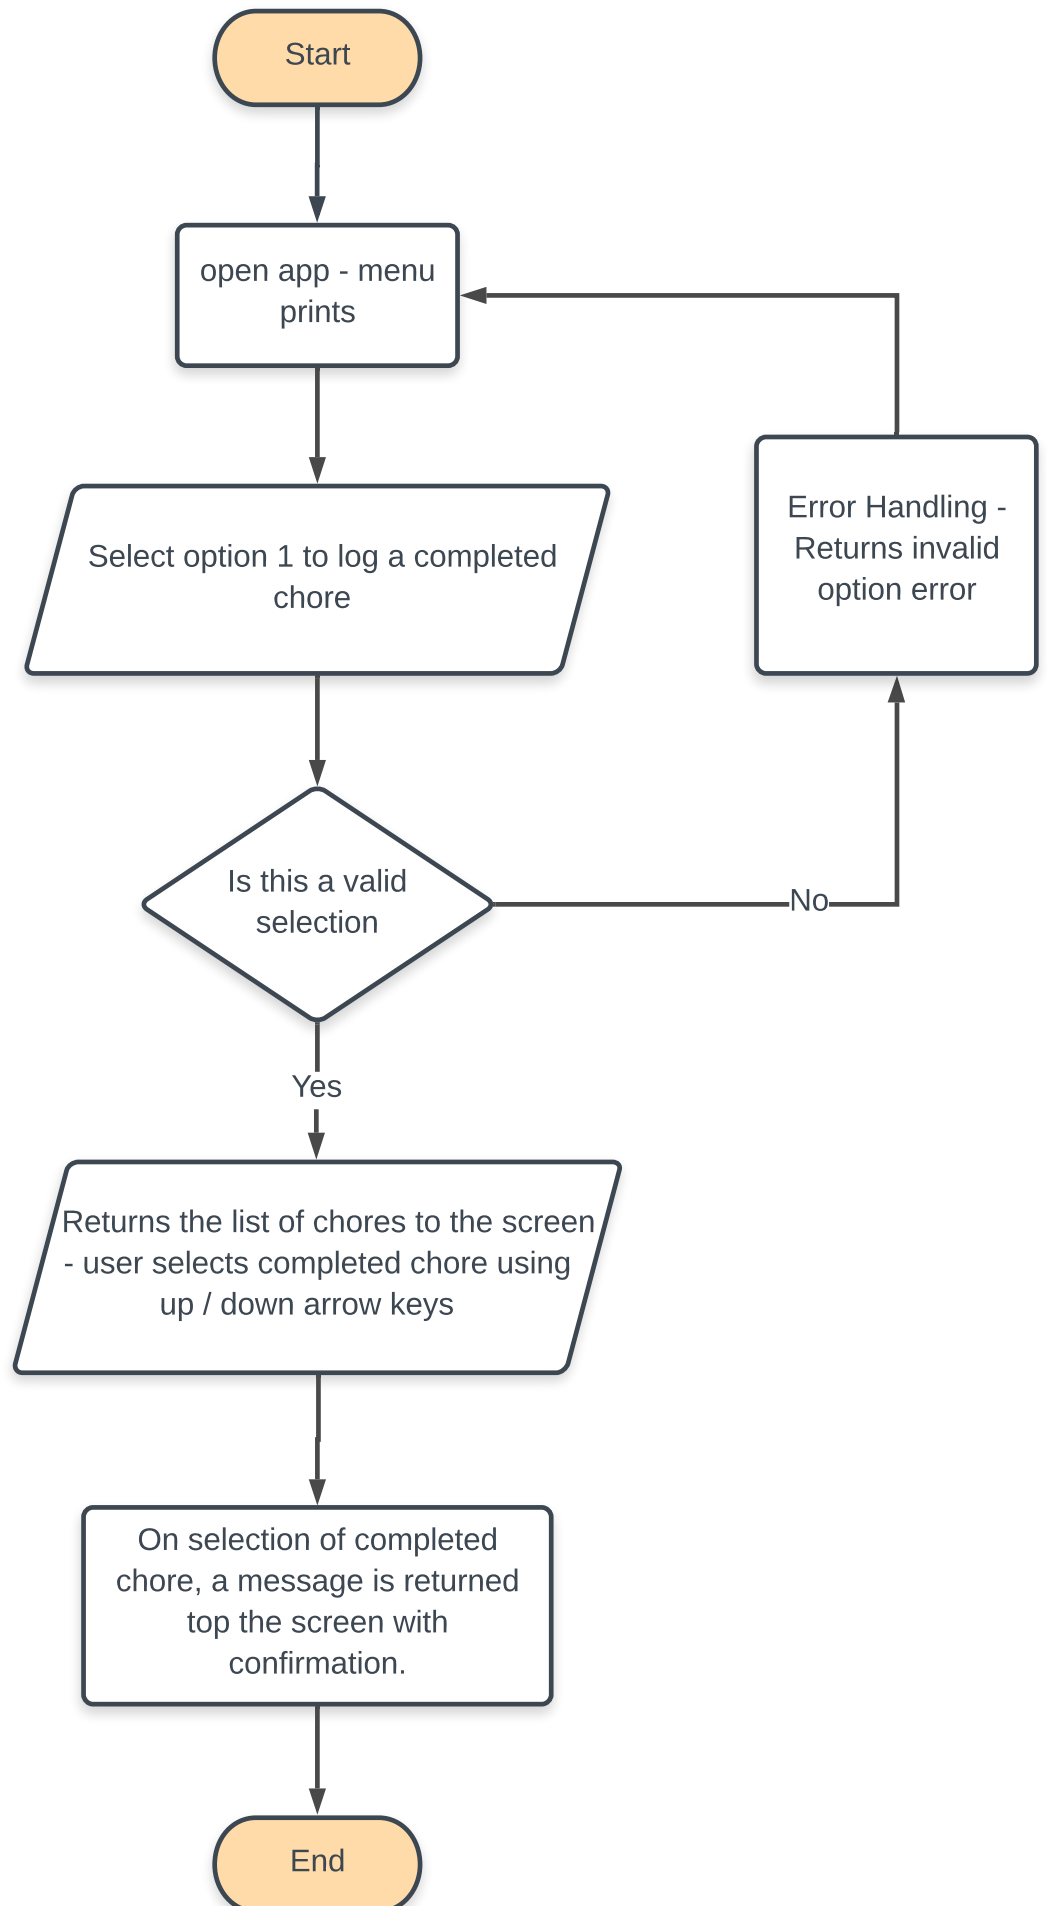 Start
open app - menu
prints
Select option 1 to log a completed
chore
Error Handling -
Returns invalid
option error
Is this a valid
selection
No
Yes
Returns the list of chores to the screen
- user selects completed chore using
up / down arrow keys
On selection of completed
chore, a message is returned
top the screen with
confirmation.
End